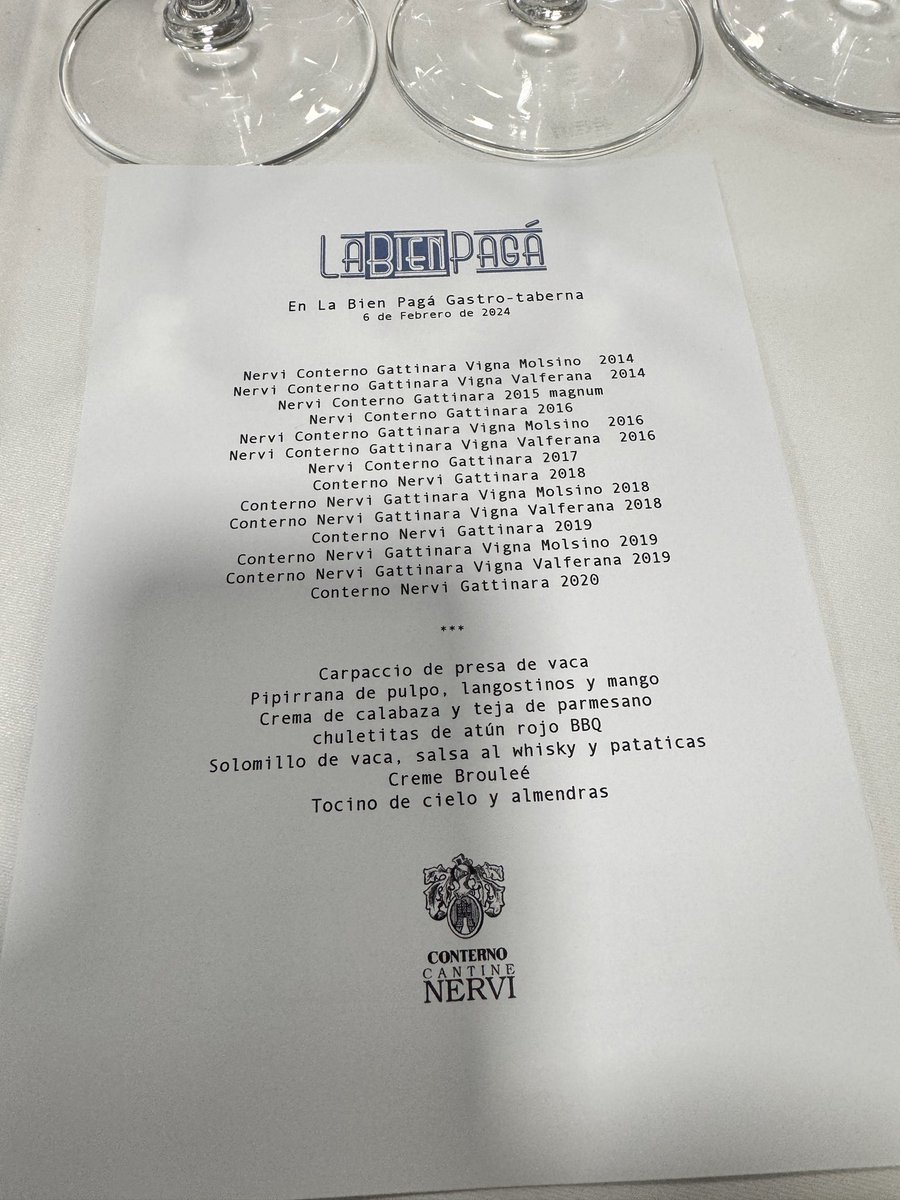 LABIENPAGÁ
En La Bien Pagá Gastro-taberna
6 de Febrero de 2024
Nervi Conterno Gattinara Vigna Molsino 2014
Nervi Conterno Gattinara Vigna Valferana 2014
Nervi Conterno Gattinara 2015 magnum
Nervi Conterno Gattinara 2016
Nervi Conterno Gattinara Vigna Molsino 2016
Nervi Conterno Gattinara Vigna Valferana 2016
Nervi Conterno Gattinara 2017
Conterno Nervi Gattinara 2018
Conterno Nervi Gattinara Vigna Molsino 2018
Conterno Nervi Gattinara Vigna Valferana 2018
Conterno Nervi Gattinara 2019
Conterno Nervi Gattinara Vigna Molsino 2019
Conterno Nervi Gattinara Vigna Valferana 2019
Conterno Nervi Gattinara 2020
***
Carpaccio de presa de vaca
Pipirrana de pulpo, langostinos y mango
Crema de calabaza y teja de parmesano
chuletitas de atún rojo BBQ
Solomillo de vaca, salsa al whisky y pataticas
Creme Brouleé
Tocino de cielo y almendras
CONTERNO
CANTINE
NERVI